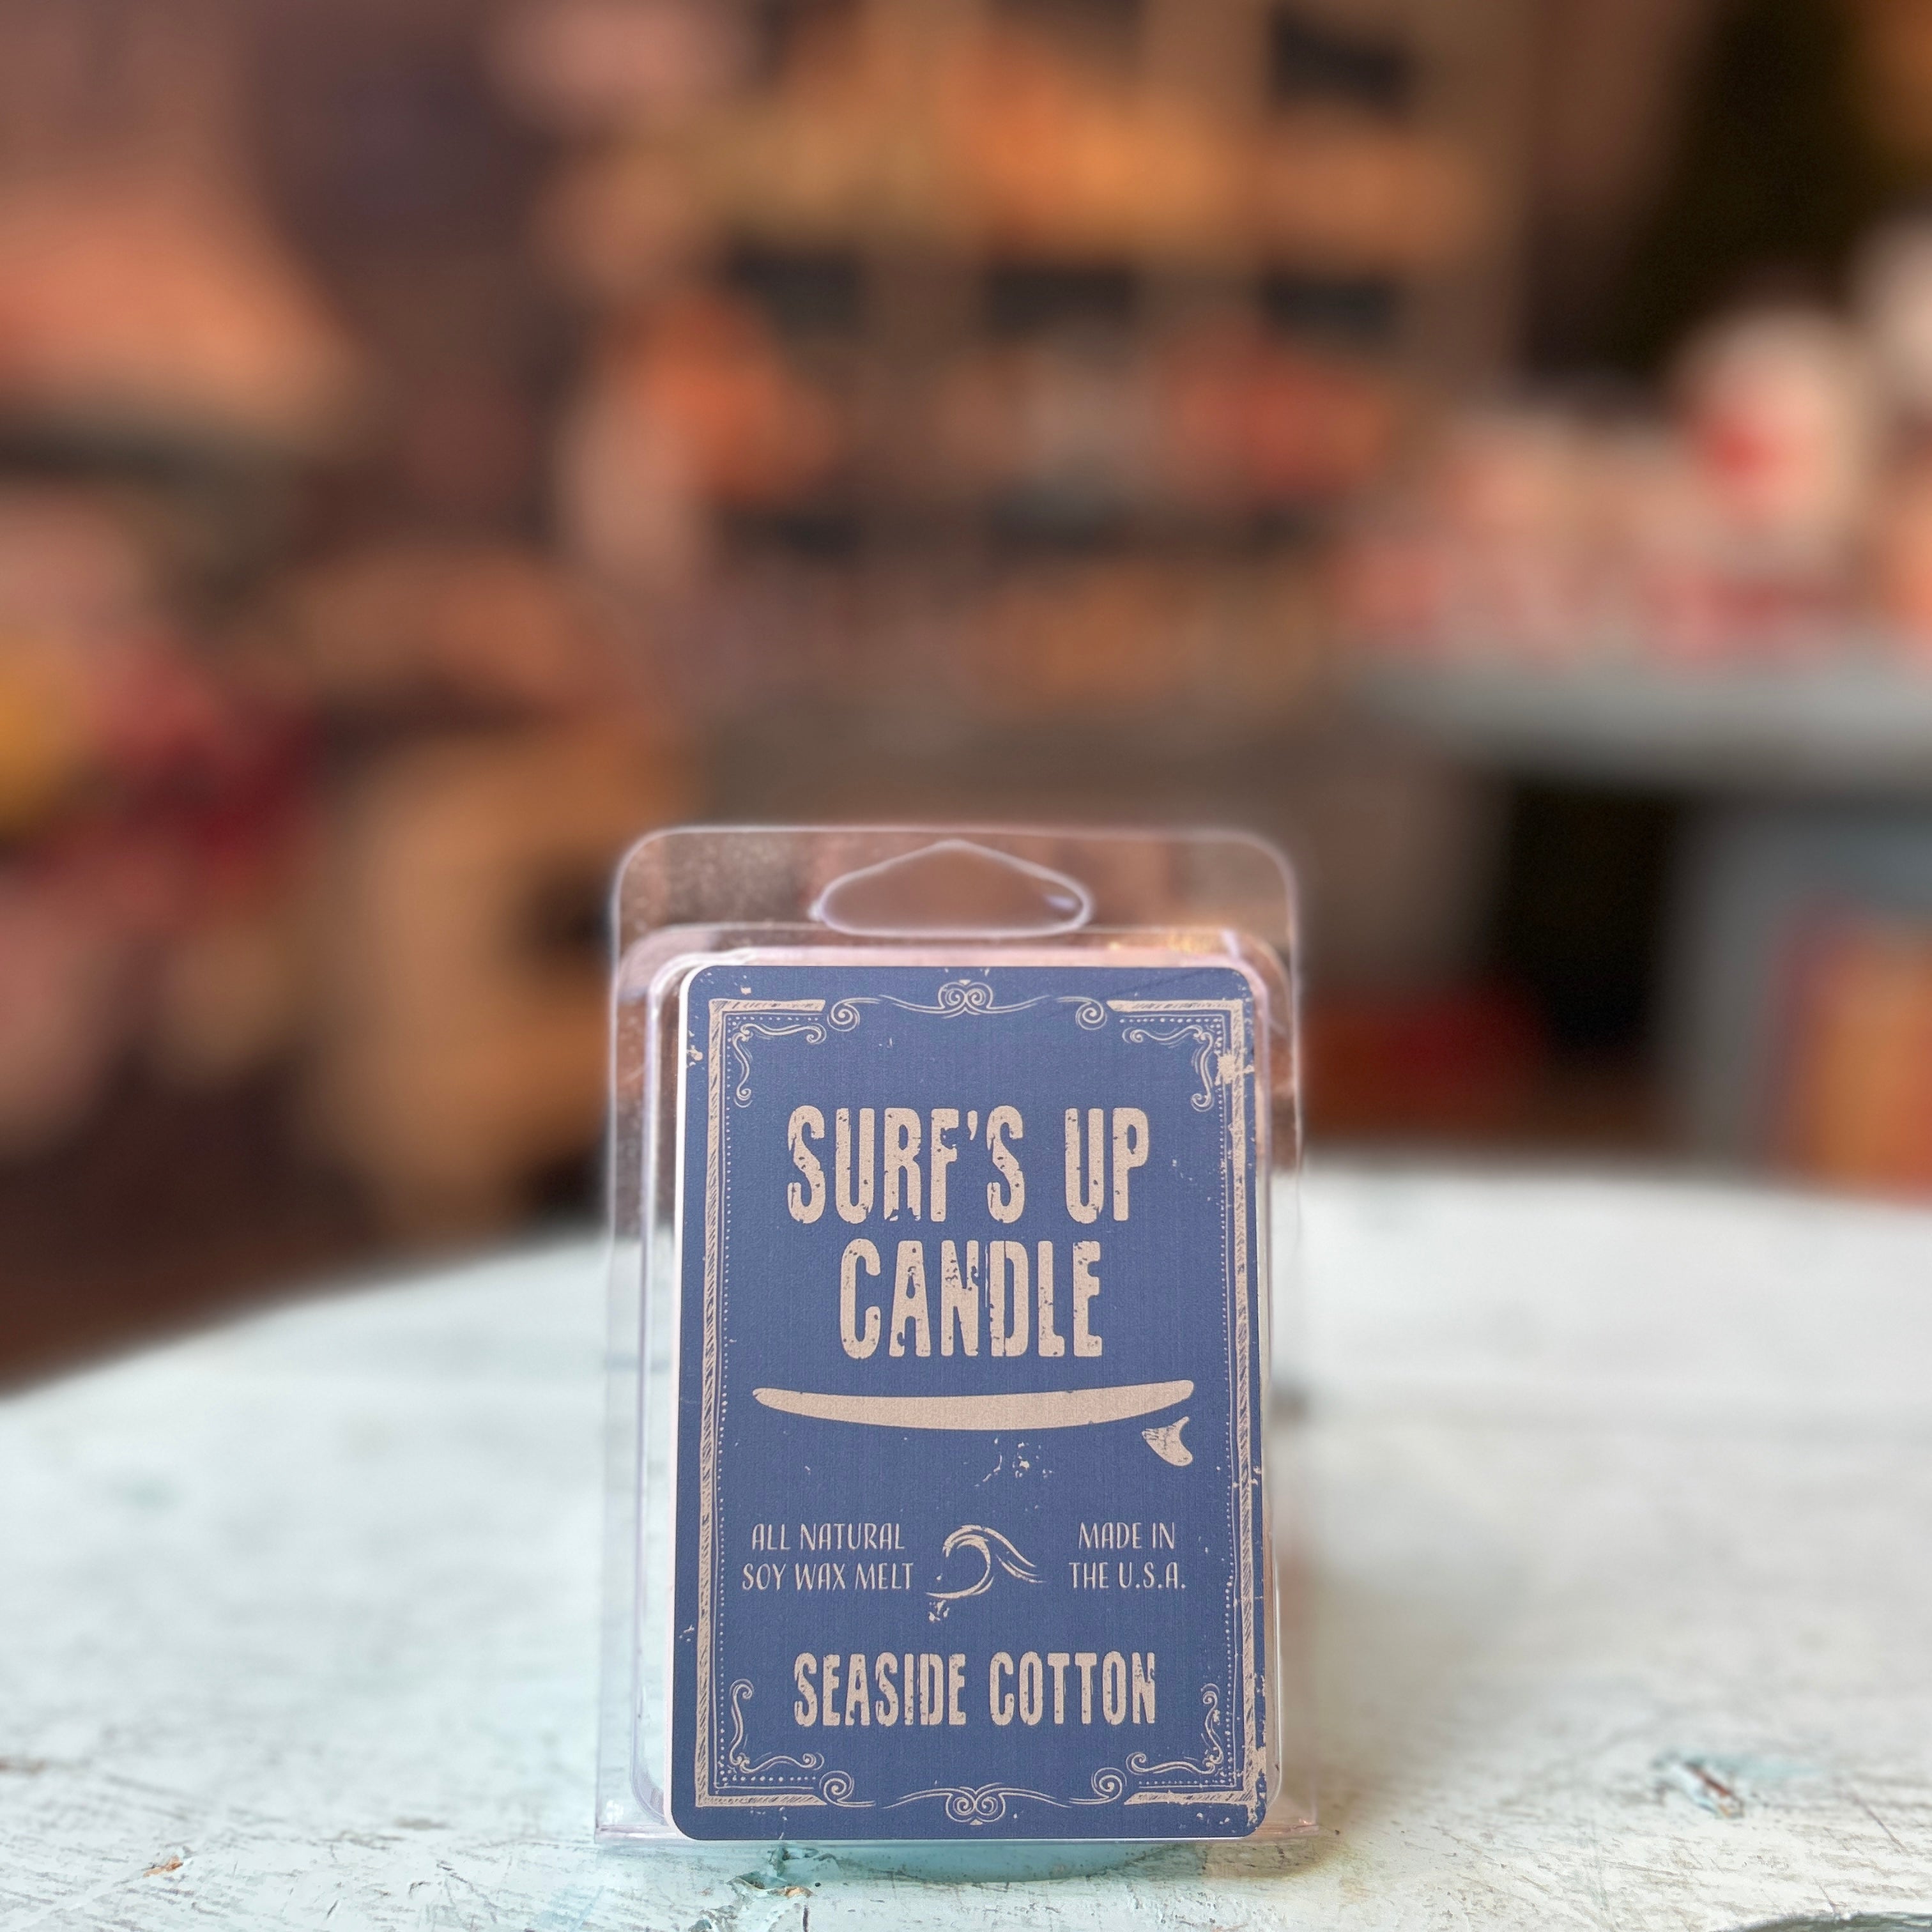 SURF'S UP
CANDLE
ALL NATURAL
SOY WAX MELT
MADE IN
THE U.S.A.
SEASIDE COTTON